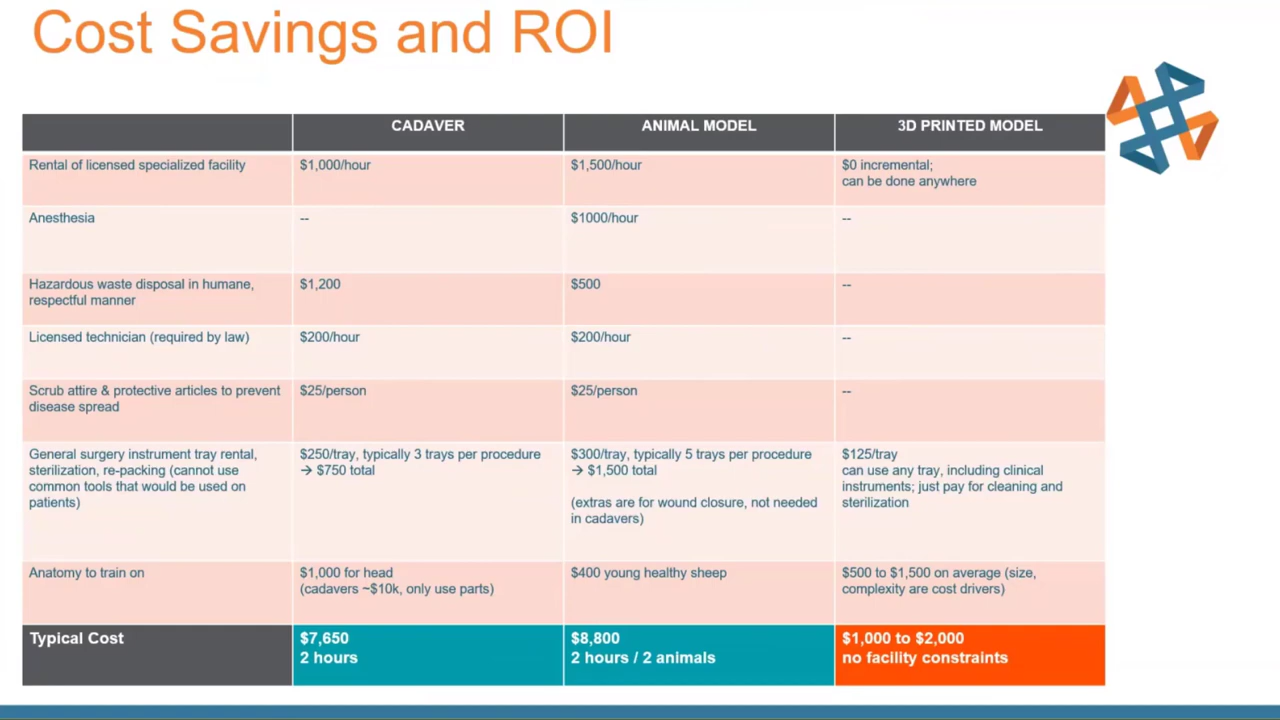 Cost Savings and ROI
CADAVER
ANIMAL MODEL
3D PRINTED MODEL
Rental of licensed specialized facility
$1,000/hour
$1,500/hour
$0 incremental;
can be done anywhere
Anesthesia
--
$1000/hour
--
Hazardous waste disposal in humane,
respectful manner
$1,200
$500
--
Licensed technician (required by law)
$200/hour
$200/hour
--
Scrub attire & protective articles to prevent
disease spread
$25/person
$25/person
--
General surgery instrument tray rental,
sterilization, re-packing (cannot use
common tools that would be used on
patients)
$250/tray, typically 3 trays per procedure
→ $750 total
$300/tray, typically 5 trays per procedure
→ $1,500 total
(extras are for wound closure, not needed
in cadavers)
$125/tray
can use any tray, including clinical
instruments; just pay for cleaning and
sterilization
Anatomy to train on
$1,000 for head
(cadavers ~$10k, only use parts)
$400 young healthy sheep
$500 to $1,500 on average (size,
complexity are cost drivers)
Typical Cost
$7,650
2 hours
$8,800
2 hours / 2 animals
$1,000 to $2,000
no facility constraints